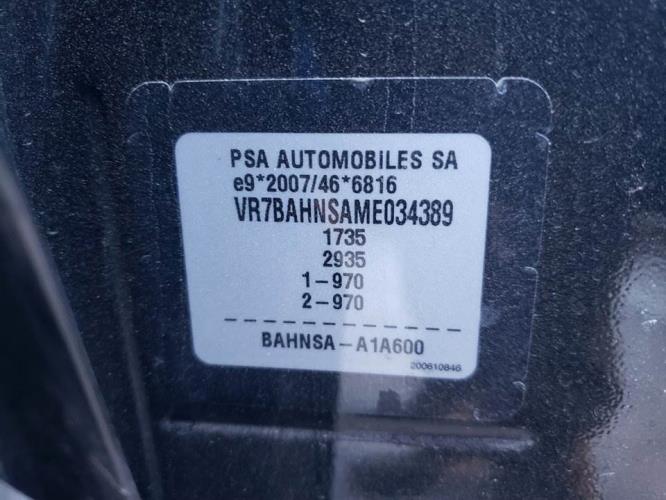 PSA AUTOMOBILES SA
e9*2007/46*6816
VR7BAHNSAME034389
1735
2935
1-970
2-970
BAHNSA-A1A600
200610846